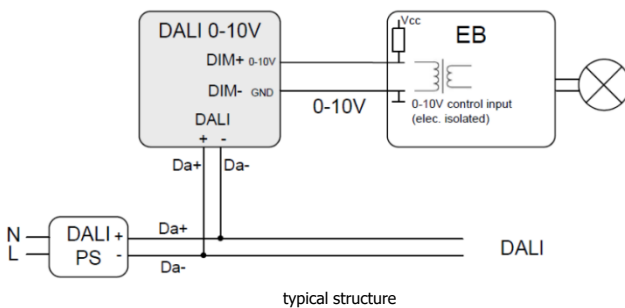 DALI 0-10V
DIM+ 0-10V
DIM- GND
DALI
+ -
Da+ Da-
Vcc
EB
0-10V control input
(elec. isolated)
0-10V
N
L
DALI +
PS -
Da+
Da-
DALI
typical structure